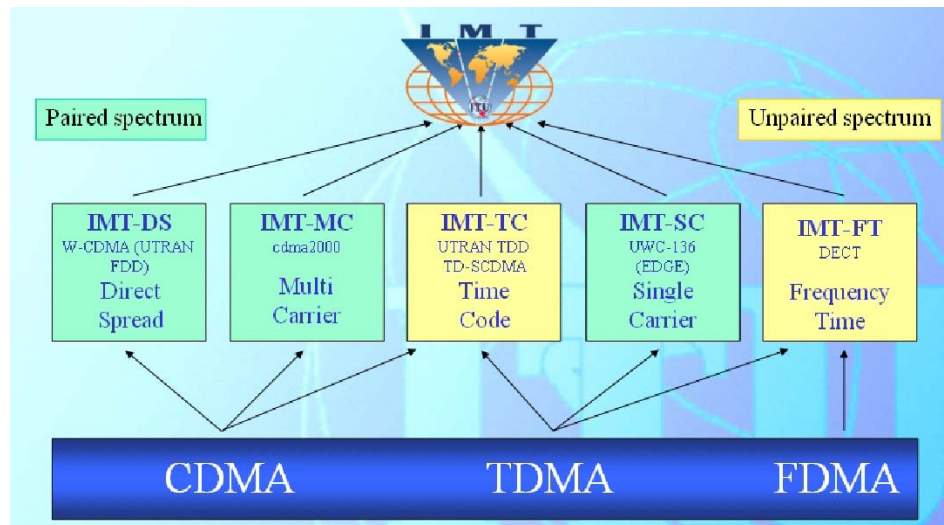 I M T
ITU
Paired spectrum
Unpaired spectrum
IMT-DS
W-CDMA (UTRAN
FDD)
Direct
Spread
IMT-MC
cdma2000
Multi
Carrier
IMT-TC
UTRAN TDD
TD-SCDMA
Time
Code
IMT-SC
UWC-136
(EDGE)
Single
Carrier
IMT-FT
DECT
Frequency
Time
CDMA
TDMA
FDMA